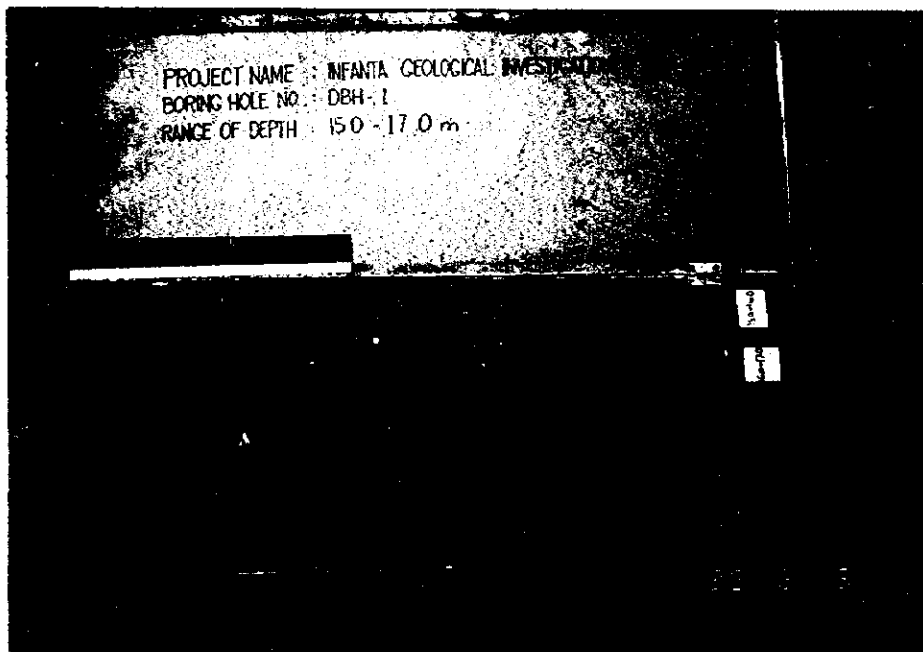 PROJECT NAME : INFANTA GEOLOGICAL INVESTIGATION
BORING HOLE NO. : DBH-1
RANGE OF DEPTH : 15.0 - 17.0 m